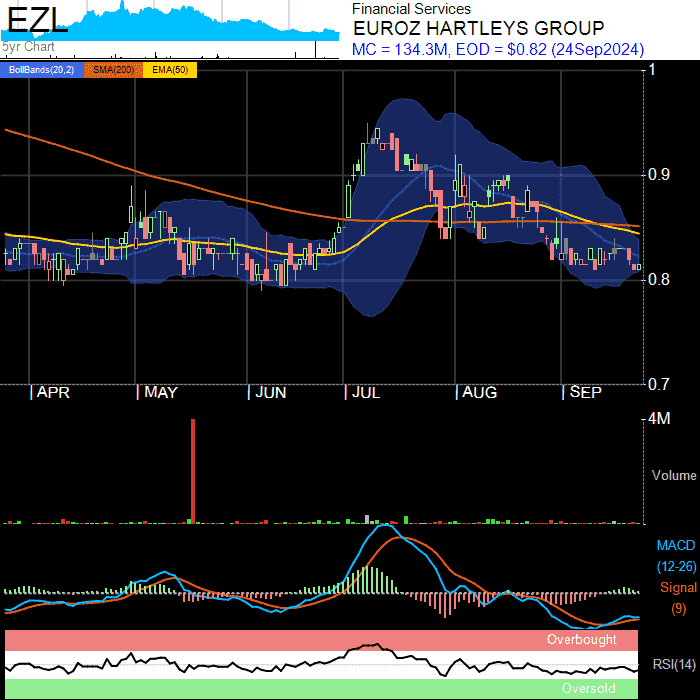 EZL
5yr Chart
Financial Services
EUROZ HARTLEYS GROUP
MC = 134.3M, EOD = $0.82 (24Sep2024)
BollBands(20,2) SMA(200) EMA(50)
1
0.9
0.8
0.7
APR MAY JUN JUL AUG SEP
4M
Volume
MACD
(12-26)
Signal
(9)
Overbought
RSI(14)
Oversold